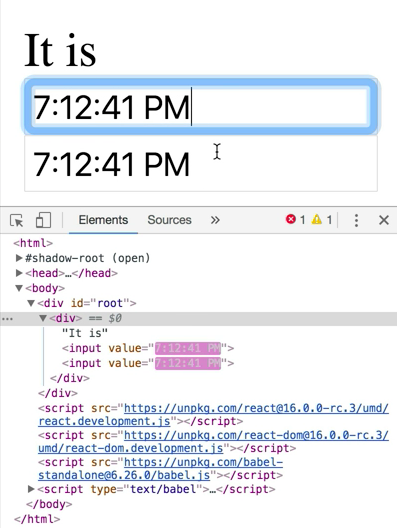 It is
7:12:41 PM
7:12:41 PM
Elements Sources » 1 1
<html>
#shadow-root (open)
<head>…</head>
<body>
<div id="root">
… <div> == $0
"It is"
<input value="7:12:41 PM">
<input value="7:12:41 PM">
</div>
</div>
<script src="https://unpkg.com/react@16.0.0-rc.3/umd/
react.development.js"></script>
<script src="https://unpkg.com/react-dom@16.0.0-rc.3/
umd/react-dom.development.js"></script>
<script src="https://unpkg.com/babel-
standalone@6.26.0/babel.js"></script>
<script type="text/babel">…</script>
</body>
</html>